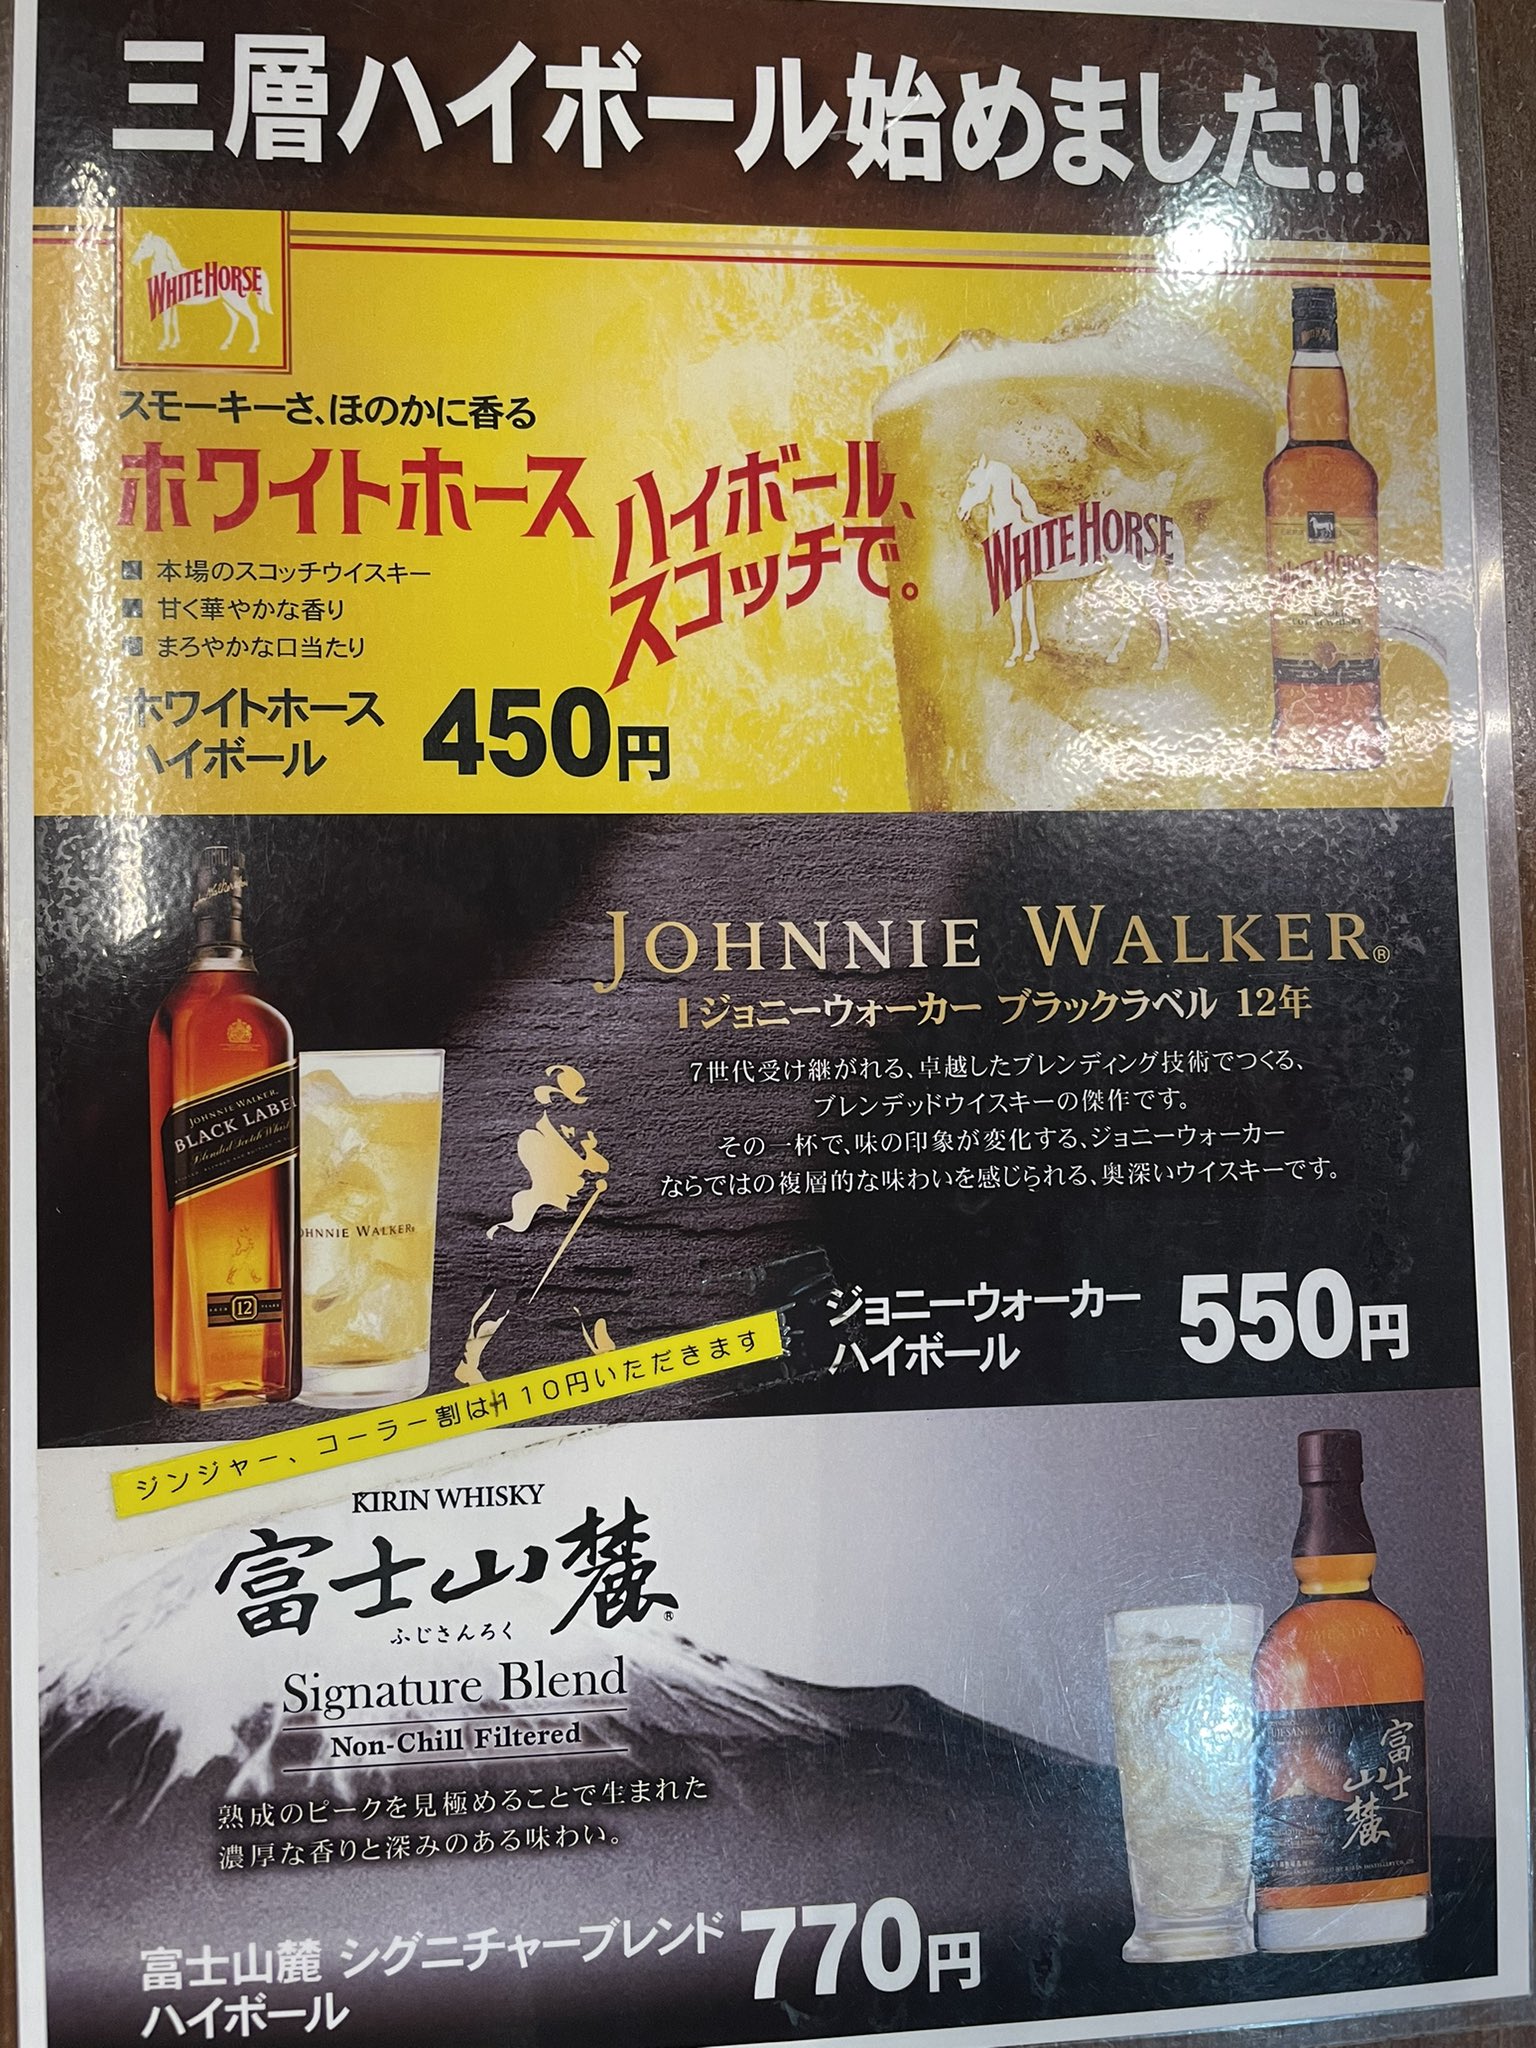 三層ハイボール始めました!!
WHITE HORSE
スモーキーさ、ほのかに香る
ホワイトホース
ハイボール、
スコッチで。
■ 本場のスコッチウイスキー
■ 甘く華やかな香り
■ まろやかな口当たり
ホワイトホース
ハイボール
450円
WHITE HORSE
WHITE HORSE
JOHNNIE WALKER®
ジョニーウォーカー ブラックラベル 12年
7世代受け継がれる、卓越したブレンディング技術でつくる、
ブレンデッドウイスキーの傑作です。
その一杯で、味の印象が変化する、ジョニーウォーカー
ならではの複層的な味わいを感じられる、奥深いウイスキーです。
JOHNNIE WALKER
BLACK LABEL
Blended Scotch Whisky
12
JOHNNIE WALKER®
ジョニーウォーカー
ハイボール
550円
ジンジャー、コーラー割は110円いただきます
KIRIN WHISKY
富士山麓®
ふじさんろく
Signature Blend
Non-Chill Filtered
熟成のピークを見極めることで生まれた
濃厚な香りと深みのある味わい。
富士山麓
富士山麓 シグニチャーブレンド
ハイボール
770円